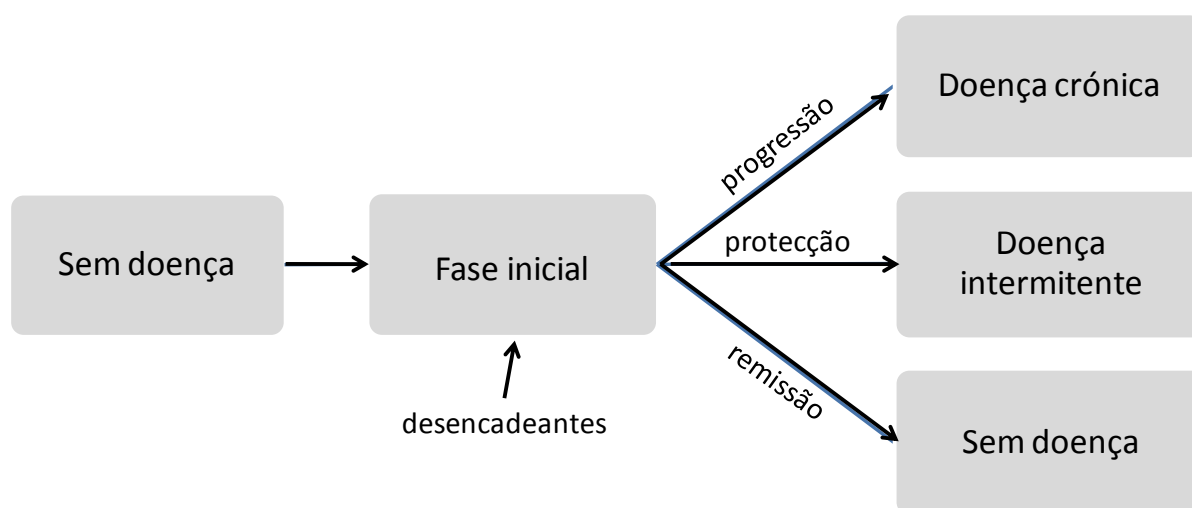 Sem doença
Fase inicial
desencadeantes
progressão
protecção
remissão
Doença crónica
Doença
intermitente
Sem doença